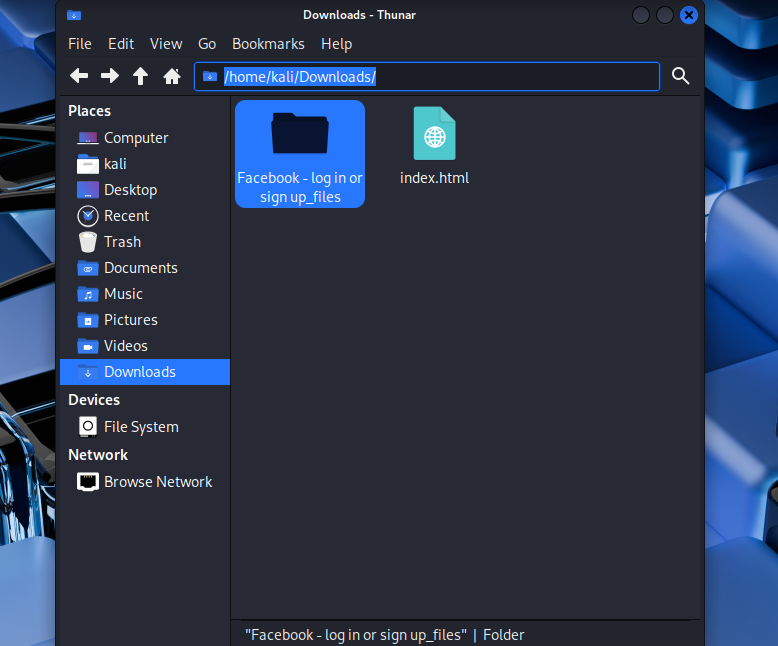 Downloads - Thunar
File Edit View Go Bookmarks Help
/home/kali/Downloads/
Places
Computer
kali
Desktop
Recent
Trash
Documents
Music
Pictures
Videos
Downloads
Devices
File System
Network
Browse Network
Facebook - log in or
sign up_files
index.html
"Facebook - log in or sign up_files" | Folder